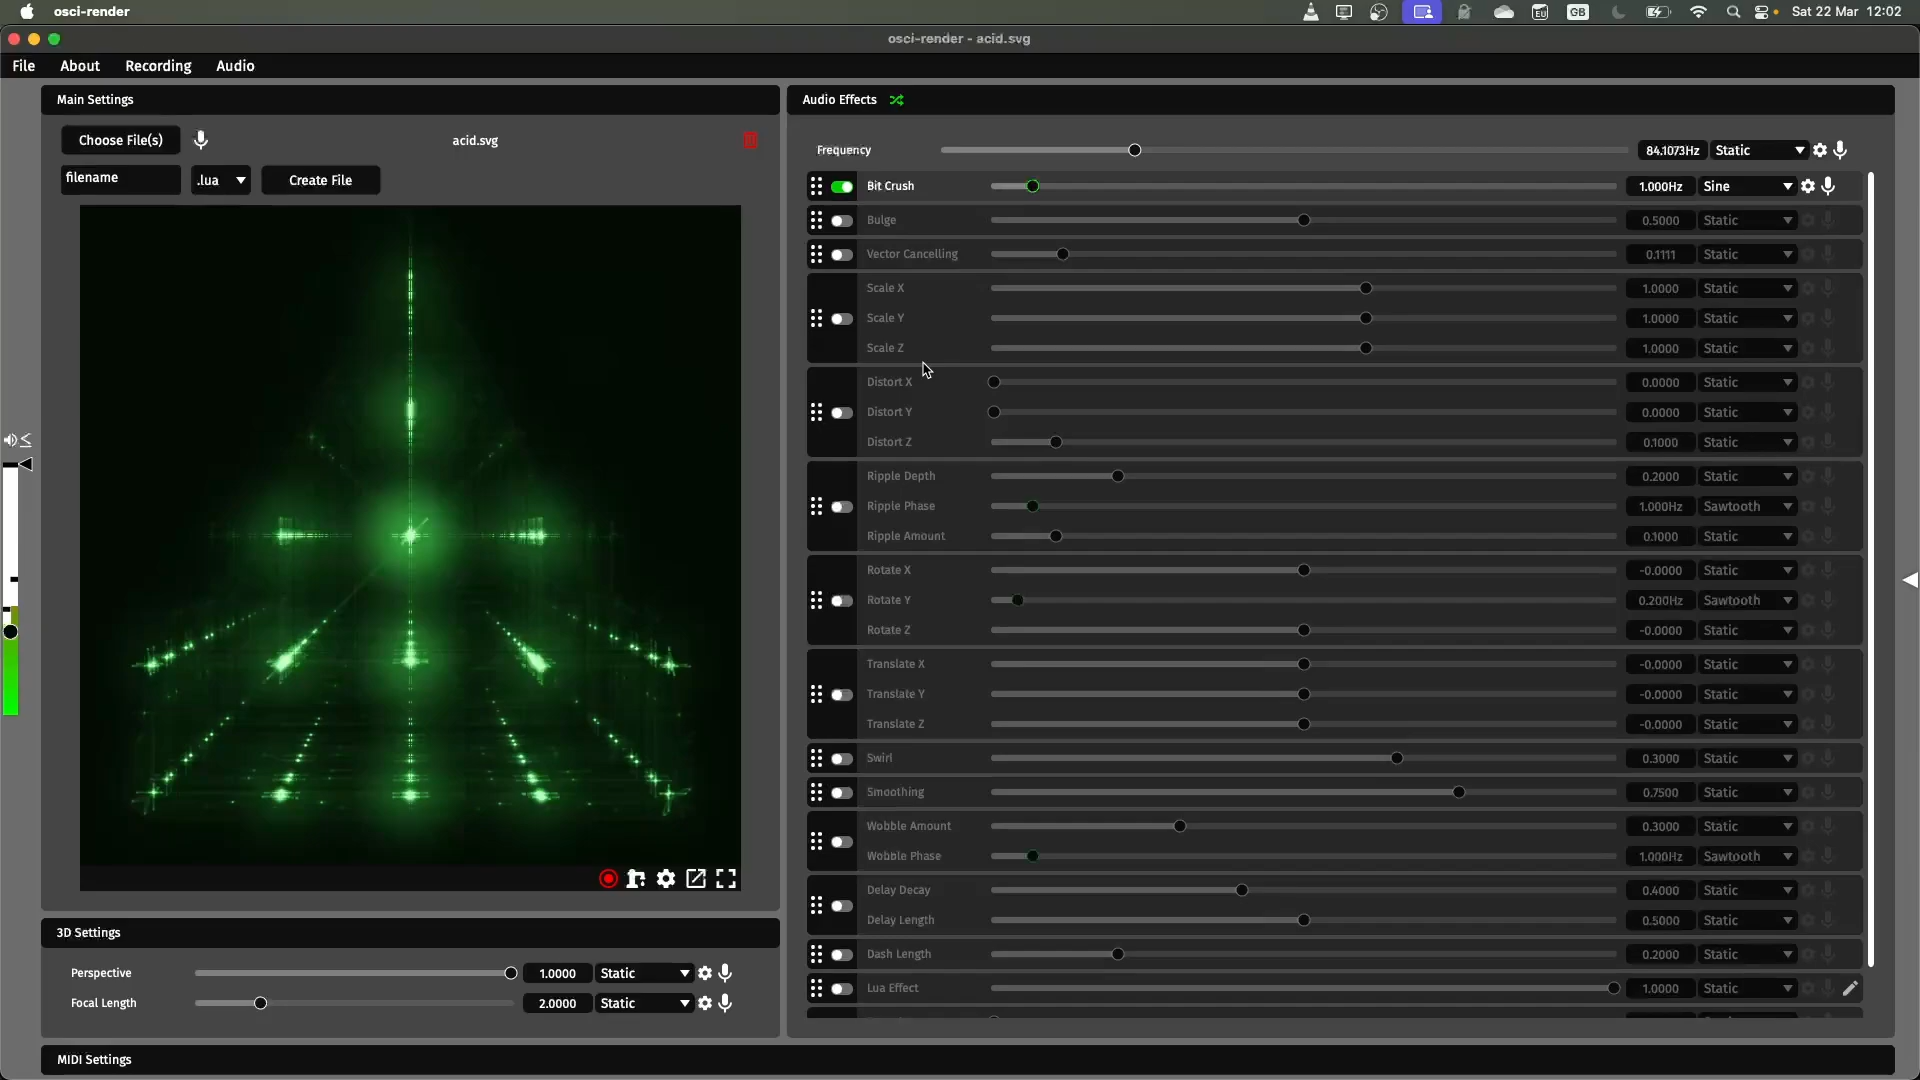 osci-render
EU
GB
Sat 22 Mar 12:02
osci-render - acid.svg
File About Recording Audio
Main Settings
Choose File(s)
acid.svg
filename
.lua
Create File
3D Settings
Perspective 1.0000 Static
Focal Length 2.0000 Static
MIDI Settings
Audio Effects
Frequency 84.1073Hz Static
Bit Crush 1.000Hz Sine
Bulge 0.5000 Static
Vector Cancelling 0.1111 Static
Scale X 1.0000 Static
Scale Y 1.0000 Static
Scale Z 1.0000 Static
Distort X 0.0000 Static
Distort Y 0.0000 Static
Distort Z 0.1000 Static
Ripple Depth 0.2000 Static
Ripple Phase 1.000Hz Sawtooth
Ripple Amount 0.1000 Static
Rotate X -0.0000 Static
Rotate Y 0.200Hz Sawtooth
Rotate Z -0.0000 Static
Translate X -0.0000 Static
Translate Y -0.0000 Static
Translate Z -0.0000 Static
Swirl 0.3000 Static
Smoothing 0.7500 Static
Wobble Amount 0.3000 Static
Wobble Phase 1.000Hz Sawtooth
Delay Decay 0.4000 Static
Delay Length 0.5000 Static
Dash Length 0.2000 Static
Lua Effect 1.0000 Static